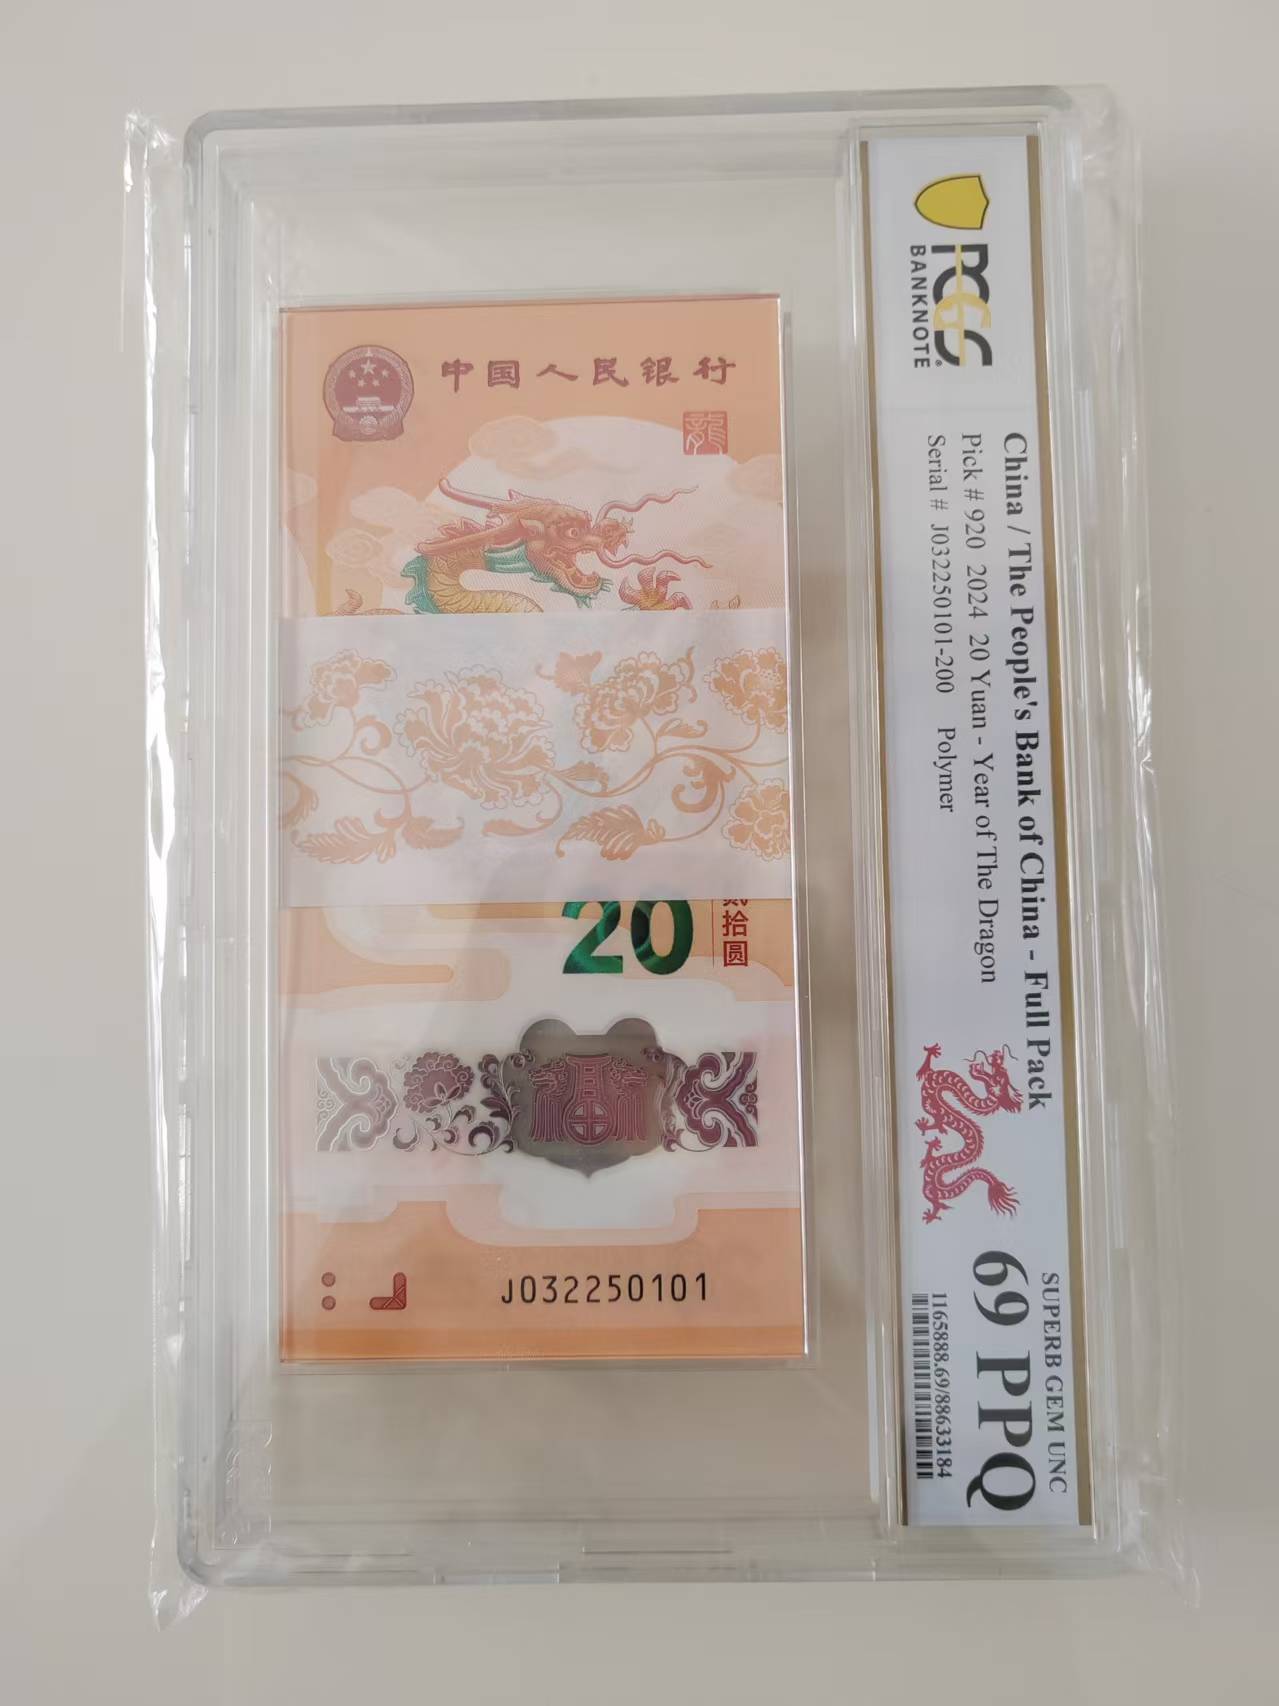 中国人民银行
龍
20
贰拾圆
福
J032250101
PCGS
BANKNOTE
China / The People's Bank of China - Full Pack
Pick # 920 2024 20 Yuan - Year of The Dragon
Serial # J032250101-200 Polymer
SUPERB GEM UNC
69 PPQ
1165888.69/88633184